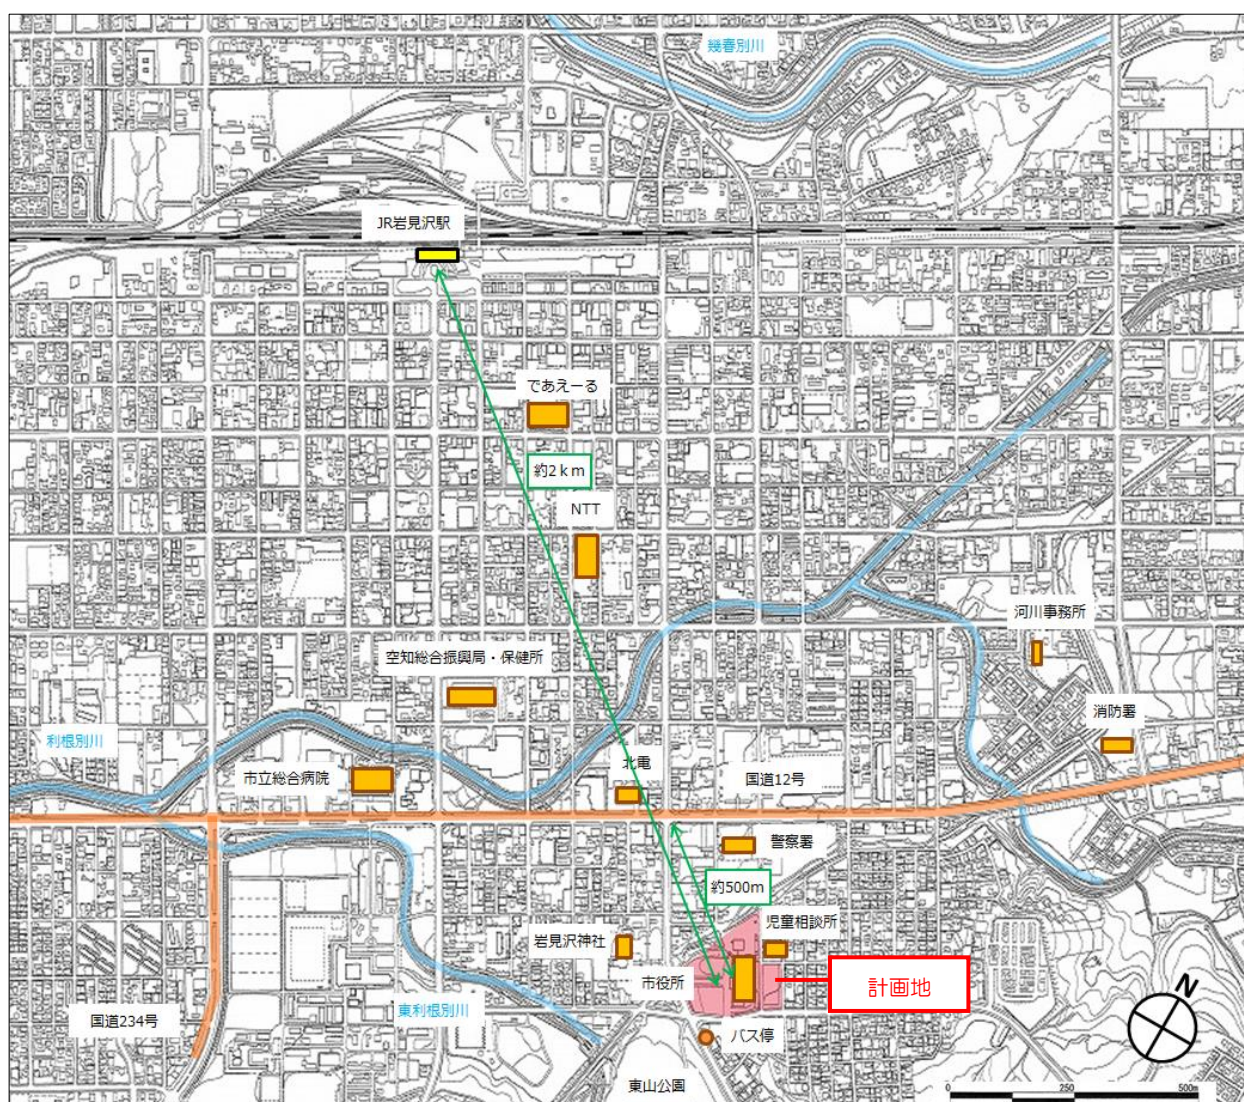 幾春別川
JR岩見沢駅
であえーる
約2ｋｍ
NTT
河川事務所
空知総合振興局・保健所
消防署
利根別川
北電
市立総合病院
国道12号
警察署
約500m
児童相談所
岩見沢神社
市役所
計画地
東利根別川
国道234号
バス停
N
東山公園
0
250
500m